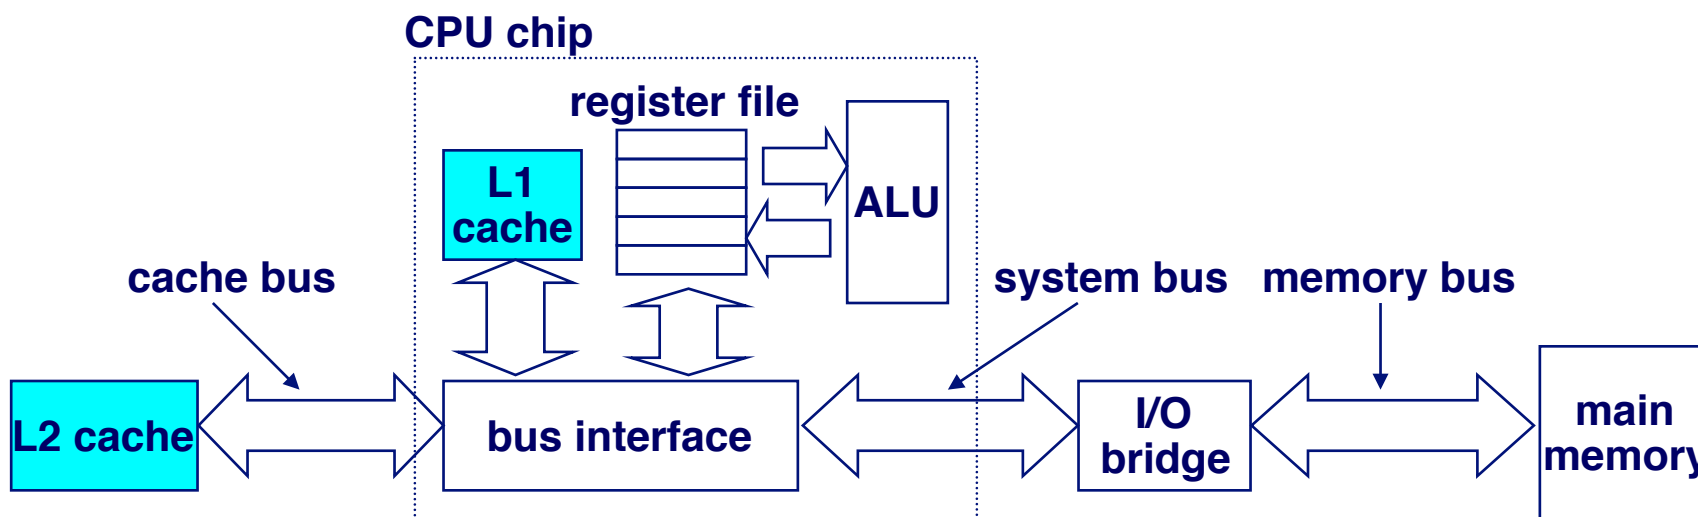 CPU chip
register file
L1
cache
ALU
cache bus
system bus
memory bus
L2 cache
bus interface
I/O
bridge
main
memory